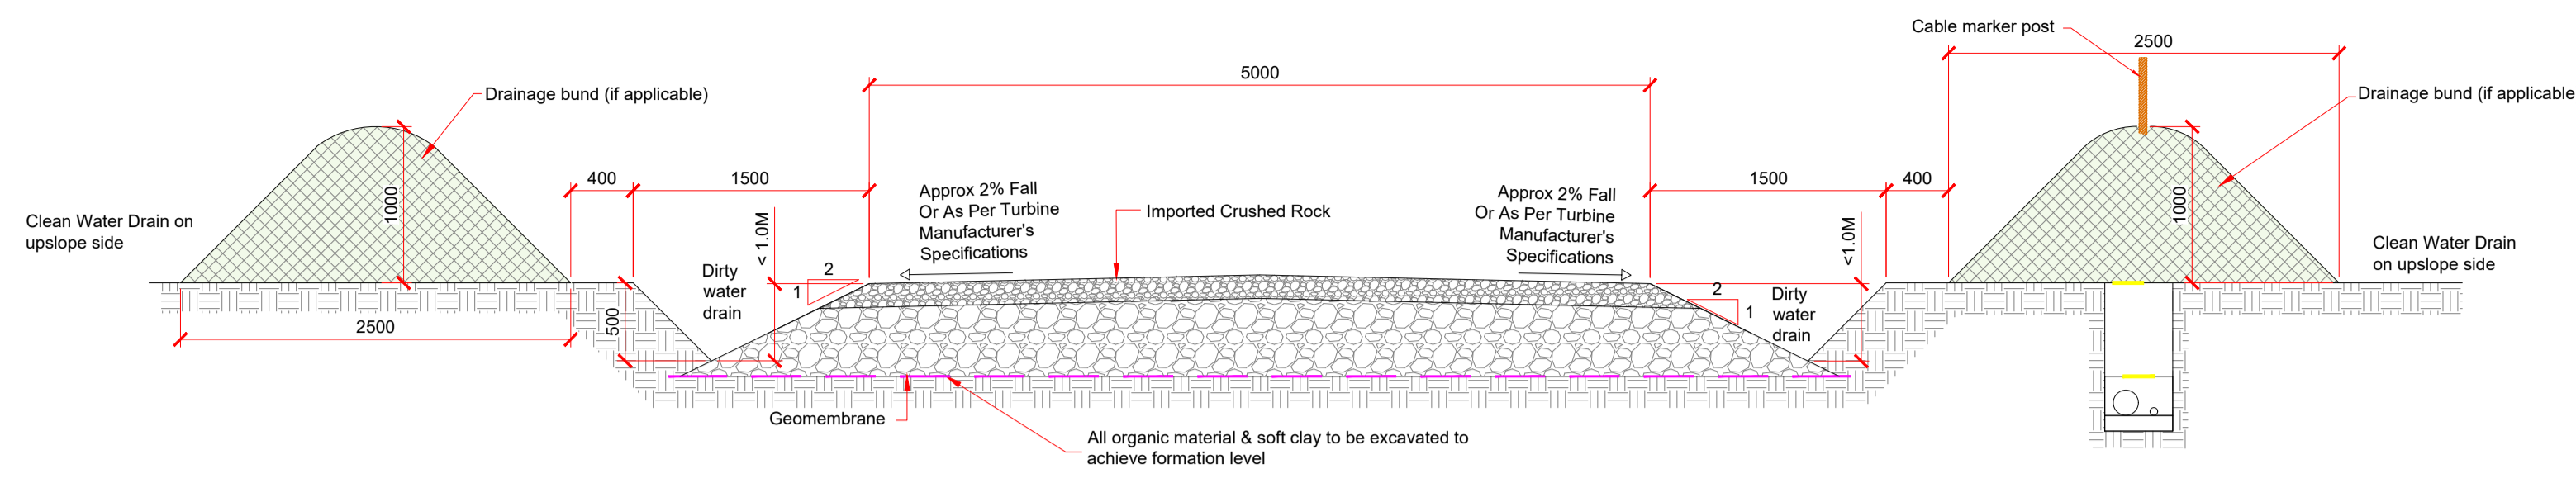 Cable marker post
2500
5000
Drainage bund (if applicable)
Drainage bund (if applicable
400
1500
1500
400
1000
1000
Approx 2% Fall
Or As Per Turbine
Manufacturer's
Specifications
Imported Crushed Rock
Approx 2% Fall
Or As Per Turbine
Manufacturer's
Specifications
Clean Water Drain on
upslope side
<1.0M
<1.0M
Clean Water Drain
on upslope side
Dirty
water
drain
2
1
2
1
Dirty
water
drain
2500
500
Geomembrane
All organic material & soft clay to be excavated to
achieve formation level